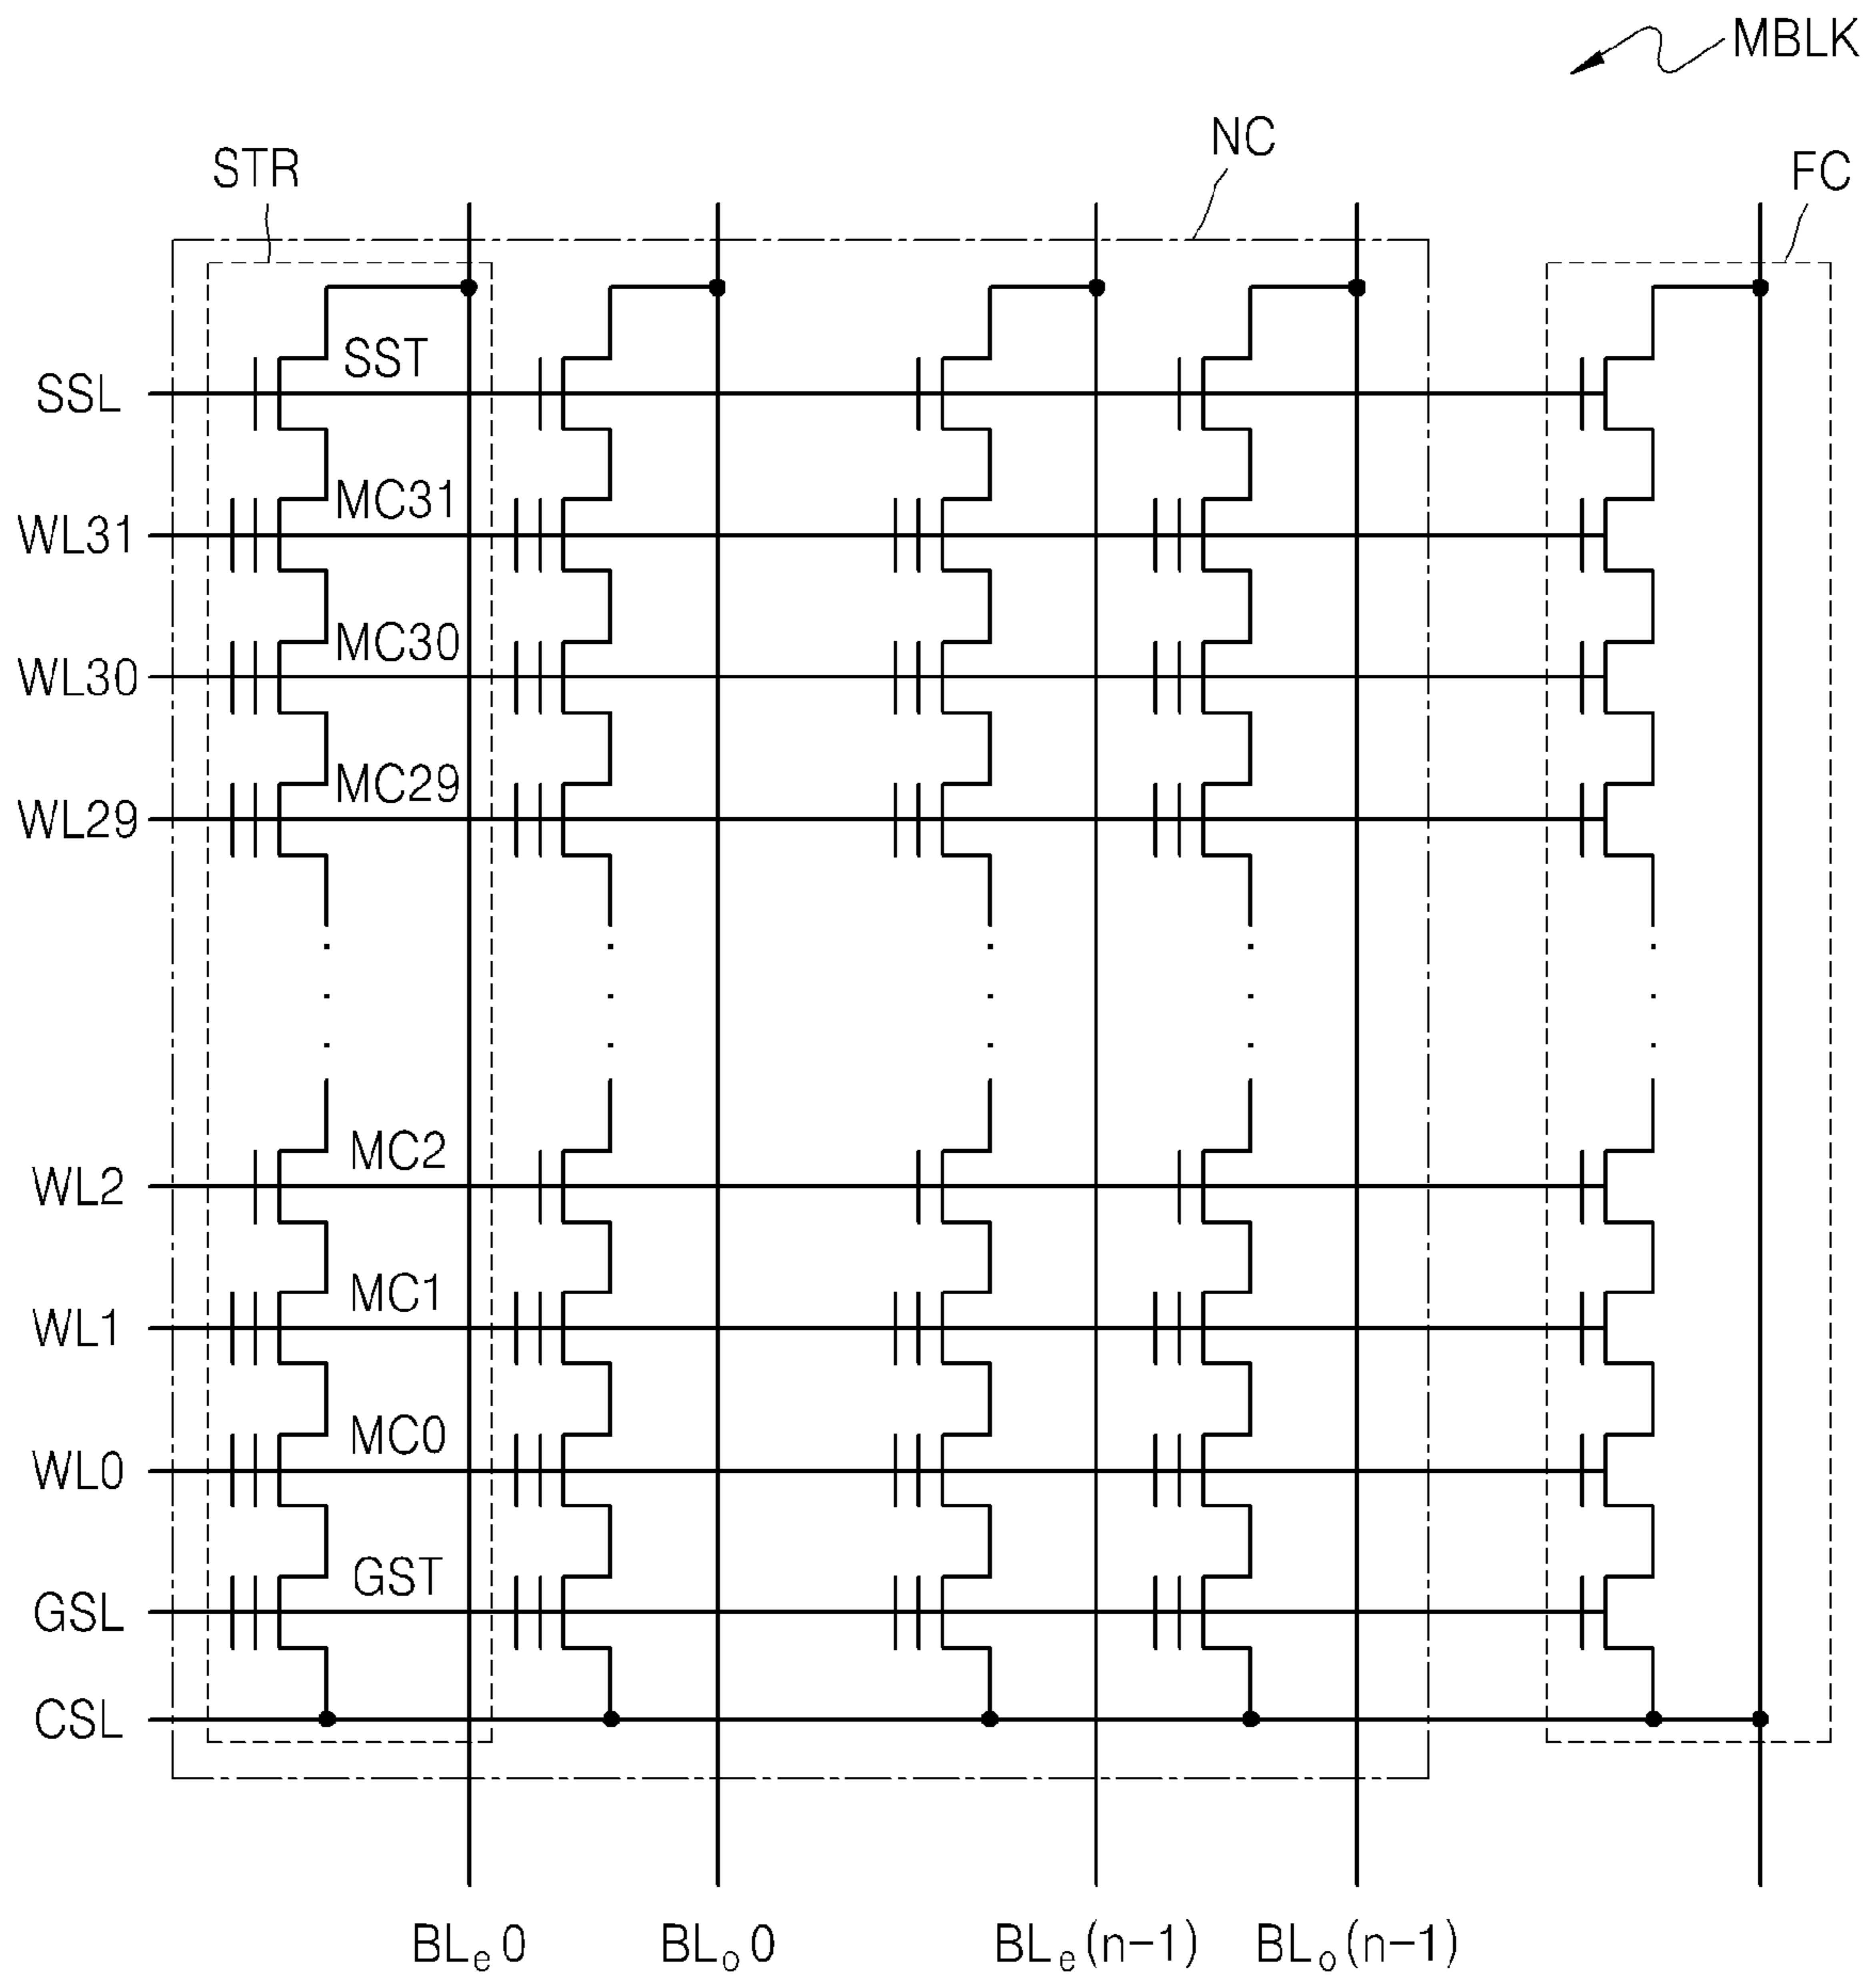 MBLK
NC
STR
FC
SST
SSL
MC31
WL31
MC30
WL30
MC29
WL29
MC2
WL2
MC1
WL1
MC0
WL0
GST
GSL
CSL
BLe0
BLo0
BLe(n-1)
BLo(n-1)